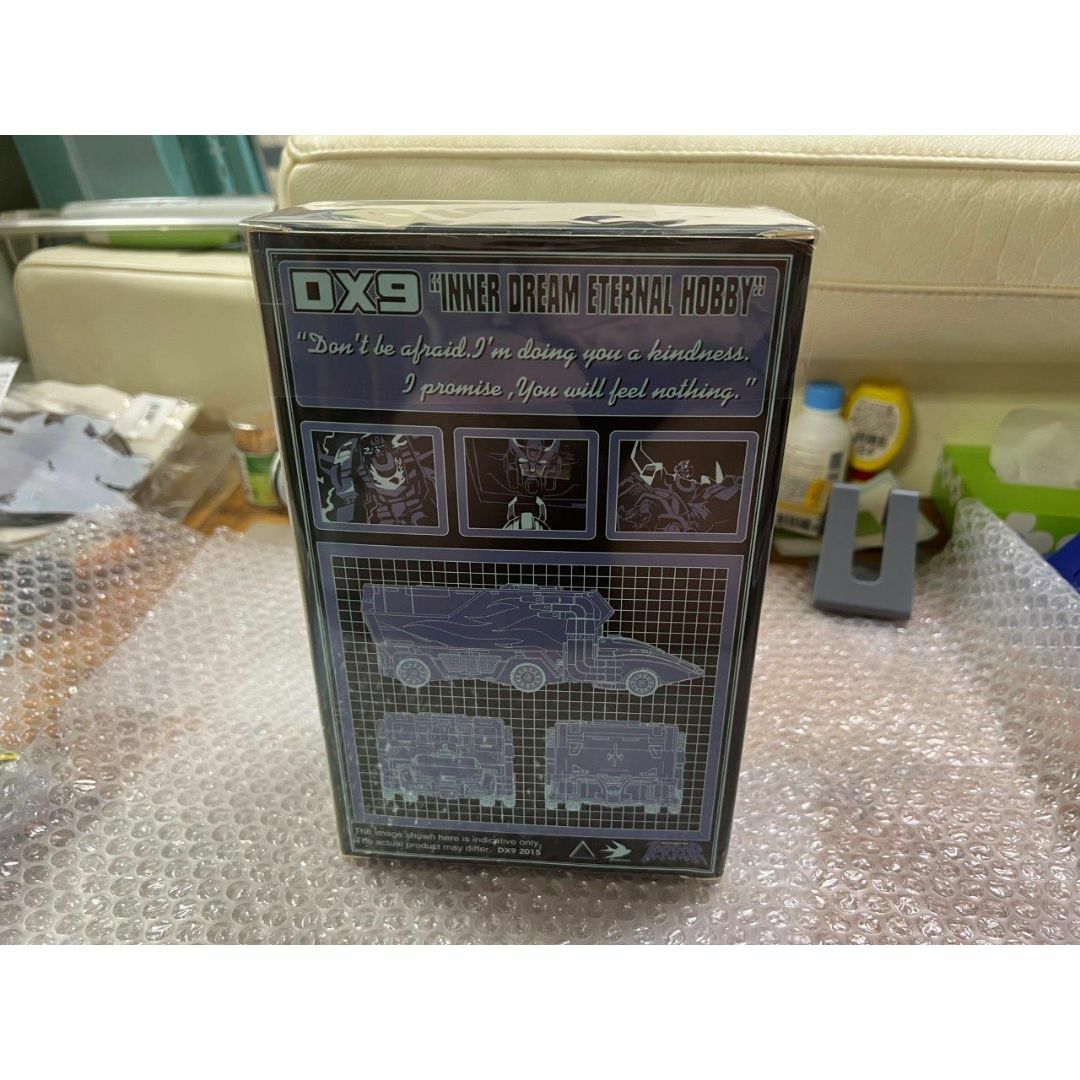 DX9 "INNER DREAM ETERNAL HOBBY"
"Don't be afraid.I'm doing you a kindness.
I promise ,You will feel nothing."
The image shown here is indicative only.
The actual product may differ. DX9 2015
TERROR